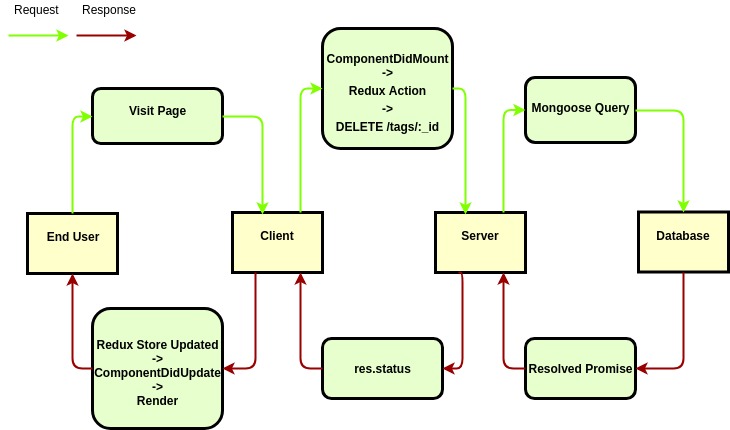 Request Response
ComponentDidMount
->
Redux Action
->
DELETE /tags/:_id
Visit Page
Mongoose Query
End User
Client
Server
Database
Redux Store Updated
->
ComponentDidUpdate
->
Render
res.status
Resolved Promise